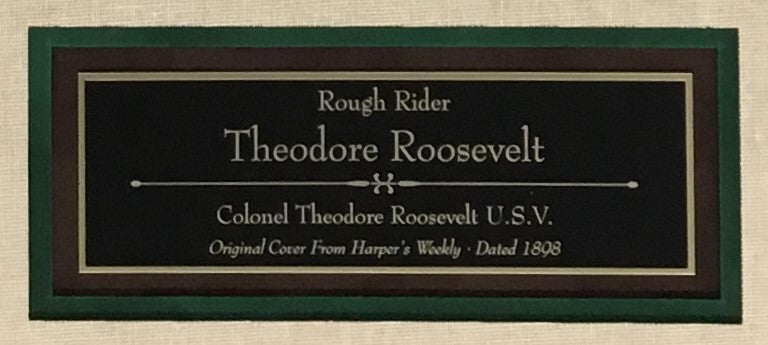 Rough Rider
Theodore Roosevelt
Colonel Theodore Roosevelt U.S.V.
Original Cover From Harper's Weekly · Dated 1898